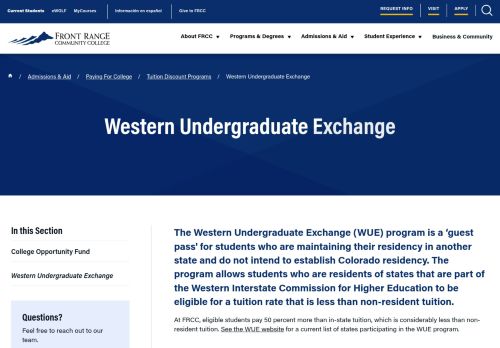 Current Students eWOLF MyCourses Información en español Give to FRCC REQUEST INFO VISIT APPLY
FRONT RANGE
COMMUNITY COLLEGE
About FRCC Programs & Degrees Admissions & Aid Student Experience Business & Community
/ Admissions & Aid / Paying For College / Tuition Discount Programs / Western Undergraduate Exchange
Western Undergraduate Exchange
In this Section
College Opportunity Fund
Western Undergraduate Exchange
Questions?
Feel free to reach out to our
team.
The Western Undergraduate Exchange (WUE) program is a ‘guest
pass’ for students who are maintaining their residency in another
state and do not intend to establish Colorado residency. The
program allows students who are residents of states that are part of
the Western Interstate Commission for Higher Education to be
eligible for a tuition rate that is less than non-resident tuition.
At FRCC, eligible students pay 50 percent more than in-state tuition, which is considerably less than non-
resident tuition. See the WUE website for a current list of states participating in the WUE program.